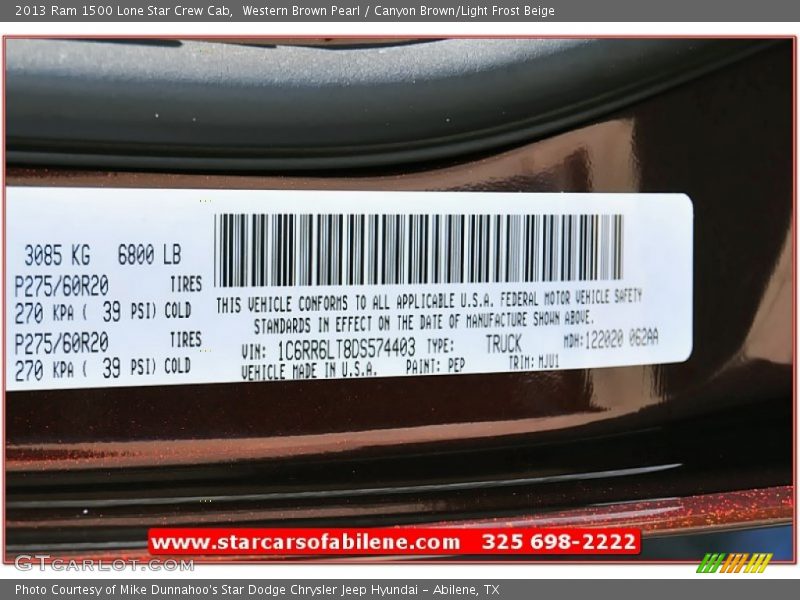 2013 Ram 1500 Lone Star Crew Cab,  Western Brown Pearl / Canyon Brown/Light Frost Beige
3085 KG 6800 LB
P275/60R20 TIRES
270 KPA ( 39 PSI) COLD
P275/60R20 TIRES
270 KPA ( 39 PSI) COLD
THIS VEHICLE CONFORMS TO ALL APPLICABLE U.S.A. FEDERAL MOTOR VEHICLE SAFETY
STANDARDS IN EFFECT ON THE DATE OF MANUFACTURE SHOWN ABOVE.
VIN: 1C6RR6LT8DS574403 TYPE: TRUCK MDH:122020 062AA
VEHICLE MADE IN U.S.A. PAINT: PEP TRIM: MJU1
www.starcarsofabilene.com 325 698-2222
GTCARLOT.COM
Photo Courtesy of Mike Dunnahoo's Star Dodge Chrysler Jeep Hyundai - Abilene, TX